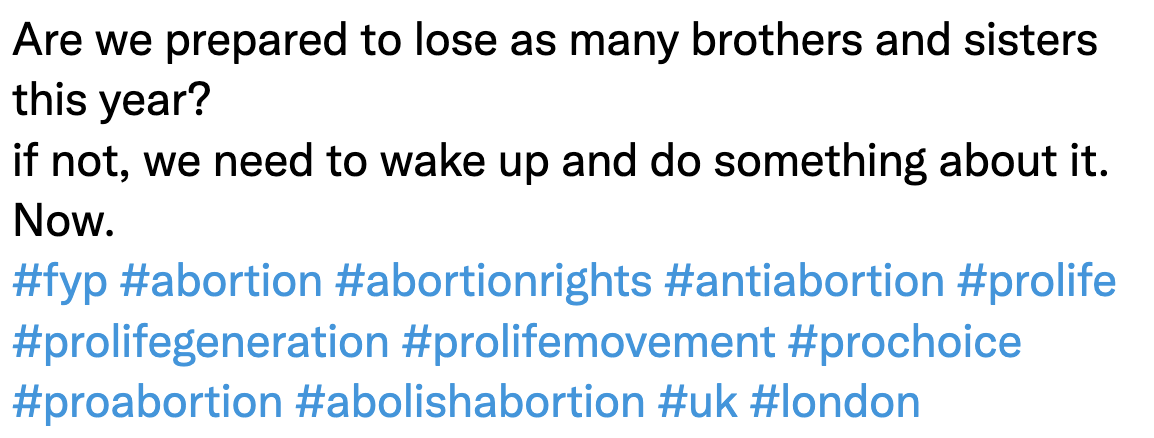 Are we prepared to lose as many brothers and sisters
this year?
if not, we need to wake up and do something about it.
Now.
#fyp #abortion #abortionrights #antiabortion #prolife
#prolifegeneration #prolifemovement #prochoice
#proabortion #abolishabortion #uk #london